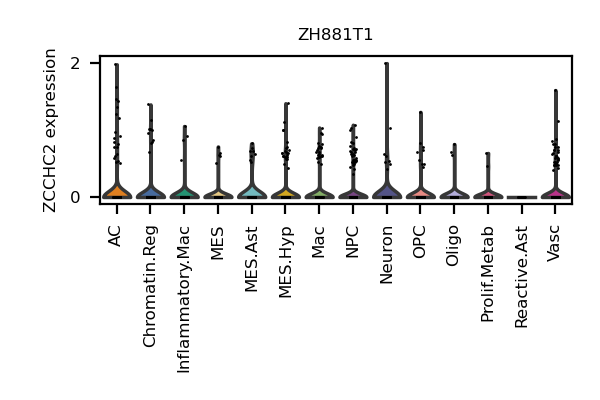 ZH881T1
ZCCHC2 expression
2
0
AC
Chromatin.Reg
Inflammatory.Mac
MES
MES.Ast
MES.Hyp
Mac
NPC
Neuron
OPC
Oligo
Prolif.Metab
Reactive.Ast
Vasc